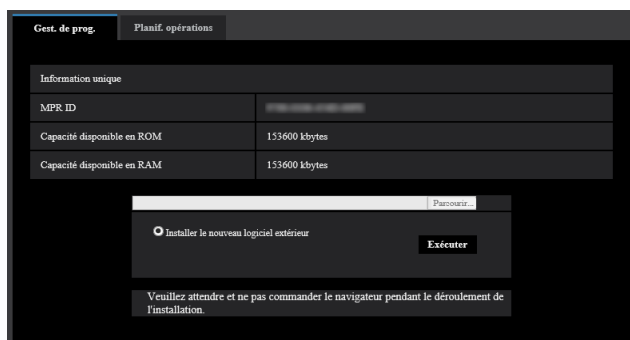 Gest. de prog. Planif. opérations
Information unique
MPR ID
Capacité disponible en ROM 153600 kbytes
Capacité disponible en RAM 153600 kbytes
Parcourir...
Installer le nouveau logiciel extérieur
Exécuter
Veuillez attendre et ne pas commander le navigateur pendant le déroulement de
l'installation.